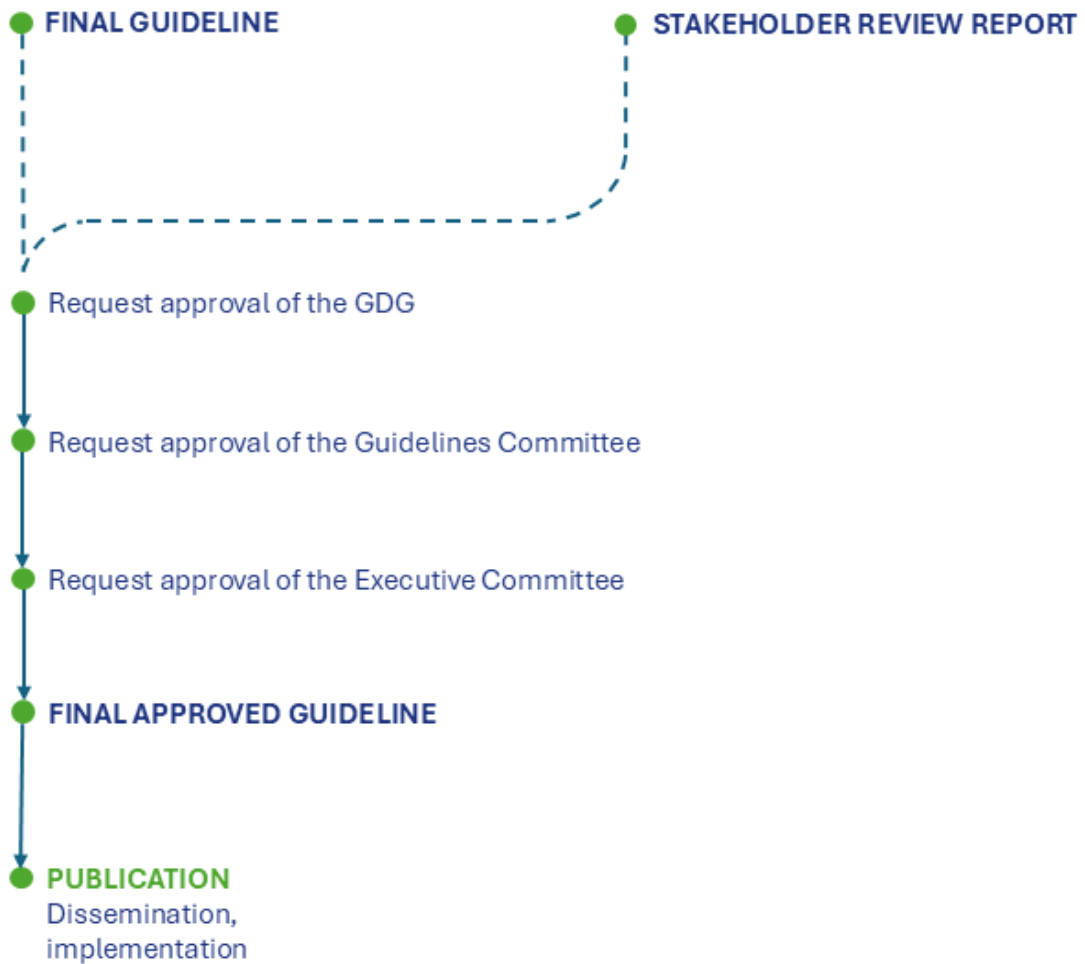 FINAL GUIDELINE
STAKEHOLDER REVIEW REPORT
Request approval of the GDG
Request approval of the Guidelines Committee
Request approval of the Executive Committee
FINAL APPROVED GUIDELINE
PUBLICATION
Dissemination,
implementation